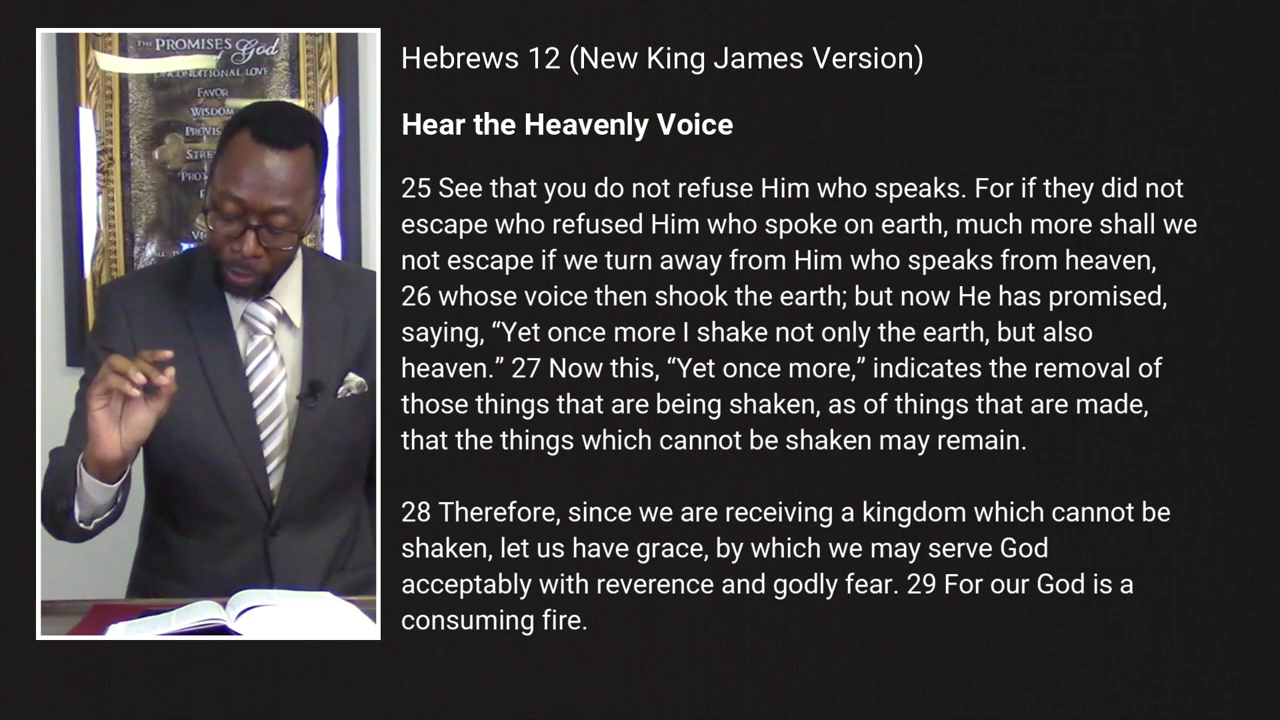 THE PROMISES
of God
UNCONDITIONAL LOVE
FAVOR
WISDOM
Hebrews 12 (New King James Version)
Hear the Heavenly Voice
25 See that you do not refuse Him who speaks. For if they did not
escape who refused Him who spoke on earth, much more shall we
not escape if we turn away from Him who speaks from heaven,
26 whose voice then shook the earth; but now He has promised,
saying, “Yet once more I shake not only the earth, but also
heaven.” 27 Now this, “Yet once more,” indicates the removal of
those things that are being shaken, as of things that are made,
that the things which cannot be shaken may remain.
28 Therefore, since we are receiving a kingdom which cannot be
shaken, let us have grace, by which we may serve God
acceptably with reverence and godly fear. 29 For our God is a
consuming fire.